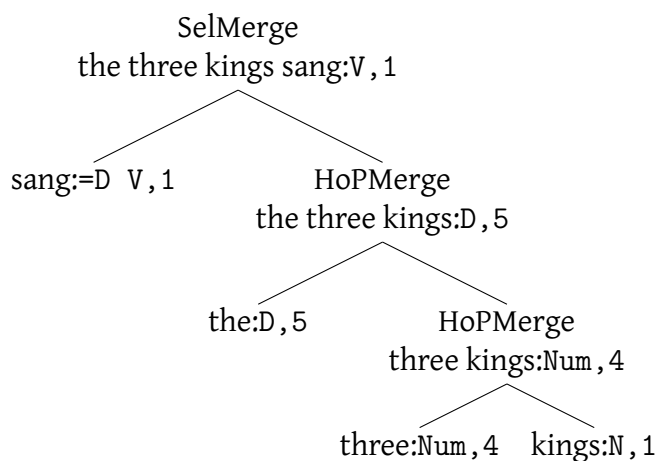 SelMerge
the three kings sang:V,1
sang:=D V,1
HoPMerge
the three kings:D,5
the:D,5
HoPMerge
three kings:Num,4
three:Num,4
kings:N,1